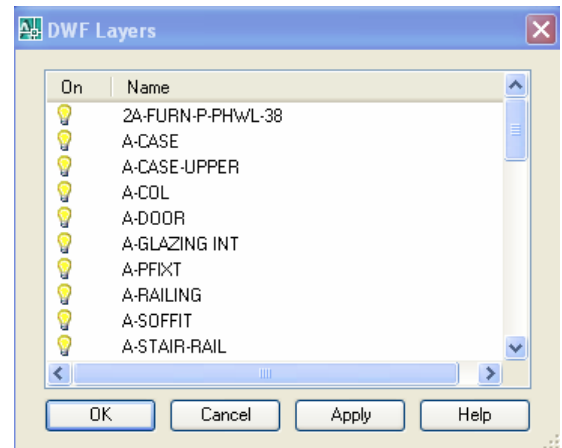 DWF Layers
On Name
2A-FURN-P-PHWL-38
A-CASE
A-CASE-UPPER
A-COL
A-DOOR
A-GLAZING INT
A-PFIXT
A-RAILING
A-SOFFIT
A-STAIR-RAIL
OK Cancel Apply Help